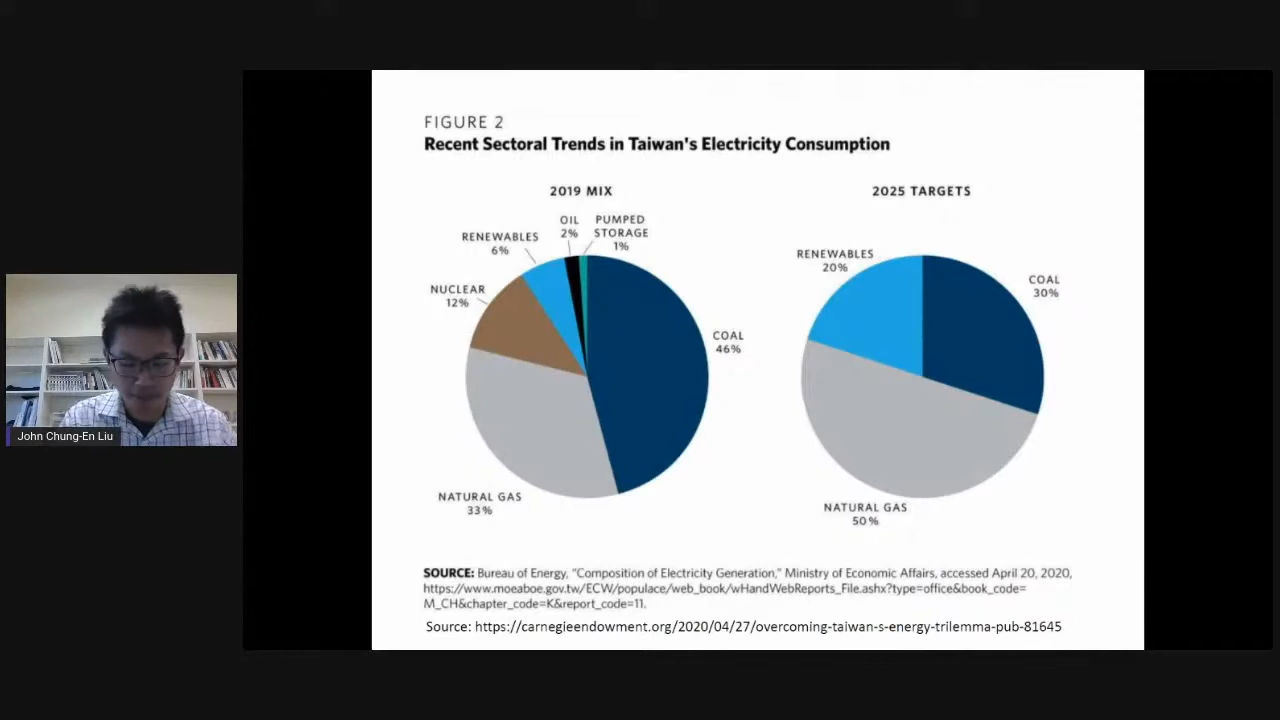 FIGURE 2
Recent Sectoral Trends in Taiwan's Electricity Consumption
2019 MIX
OIL
2%
PUMPED
STORAGE
1%
RENEWABLES
6%
NUCLEAR
12%
COAL
46%
NATURAL GAS
33%
2025 TARGETS
RENEWABLES
20%
COAL
30%
NATURAL GAS
50%
SOURCE: Bureau of Energy, "Composition of Electricity Generation," Ministry of Economic Affairs, accessed April 20, 2020,
https://www.moeaboe.gov.tw/ECW/populace/web_book/wHandWebReports_File.ashx?type=office&book_code=
M_CH&chapter_code=K&report_code=11.
Source: https://carnegieendowment.org/2020/04/27/overcoming-taiwan-s-energy-trilemma-pub-81645
John Chung-En Liu